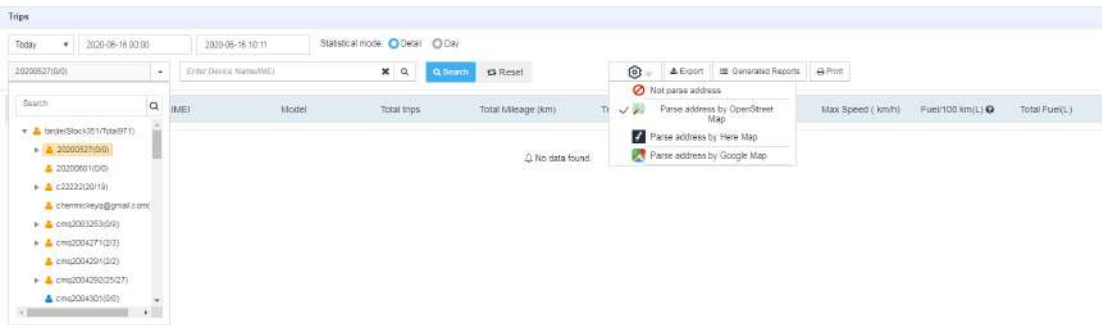 Trips
Today 2020-06-16 00:00 2020-06-16 10:11 Statistical mode: Detail Day
20200527(0/0) Enter Device Name/IMEI Search Reset Export Generated Reports Print
Not parse address
Search IMEI Model Total trips Total Mileage (km) Max Speed ( km/h) Fuel/100 km(L) Total Fuel(L)
Parse address by OpenStreet
Map
Parse address by Here Map
Parse address by Google Map
No data found
tanjie(Stock351/Total971)
20200527(0/0)
20200601(0/0)
c22222(20/19)
chenmickeyq@gmail.com(
cmq2003253(0/9)
cmq2004271(2/3)
cmq2004291(2/2)
cmq2004292(25/27)
cmq2004301(0/0)